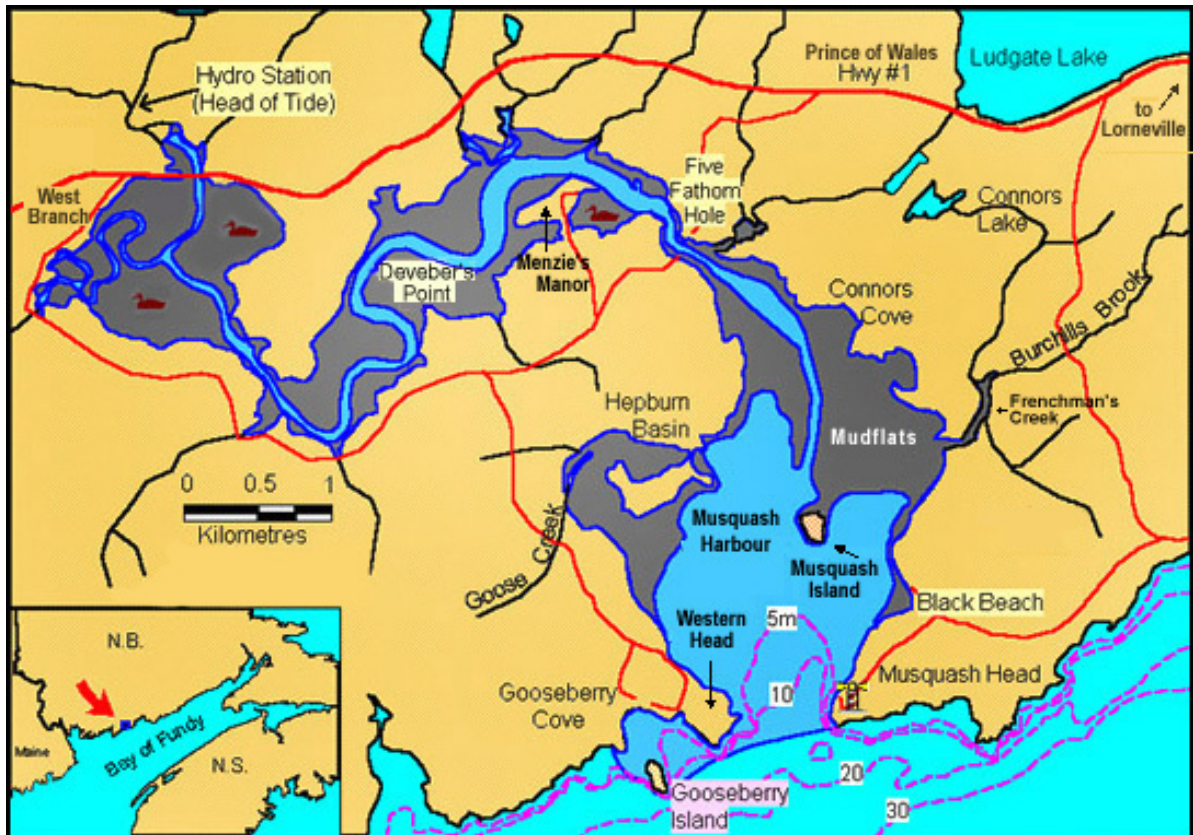 Prince of Wales
Hwy #1
Ludgate Lake
Hydro Station
(Head of Tide)
to
Lorneville
West
Branch
Five
Fathom
Hole
Connors
Lake
Menzie's
Manor
Deveber's
Point
Connors
Cove
Burchills Brook
Frenchman's
Creek
Hepburn
Basin
Mudflats
0 0.5 1
Kilometres
Goose Creek
Musquash
Harbour
Musquash
Island
Black Beach
Western
Head
5m
10
Musquash Head
Gooseberry
Cove
20
30
Gooseberry
Island
N.B.
Maine
Bay of Fundy
N.S.